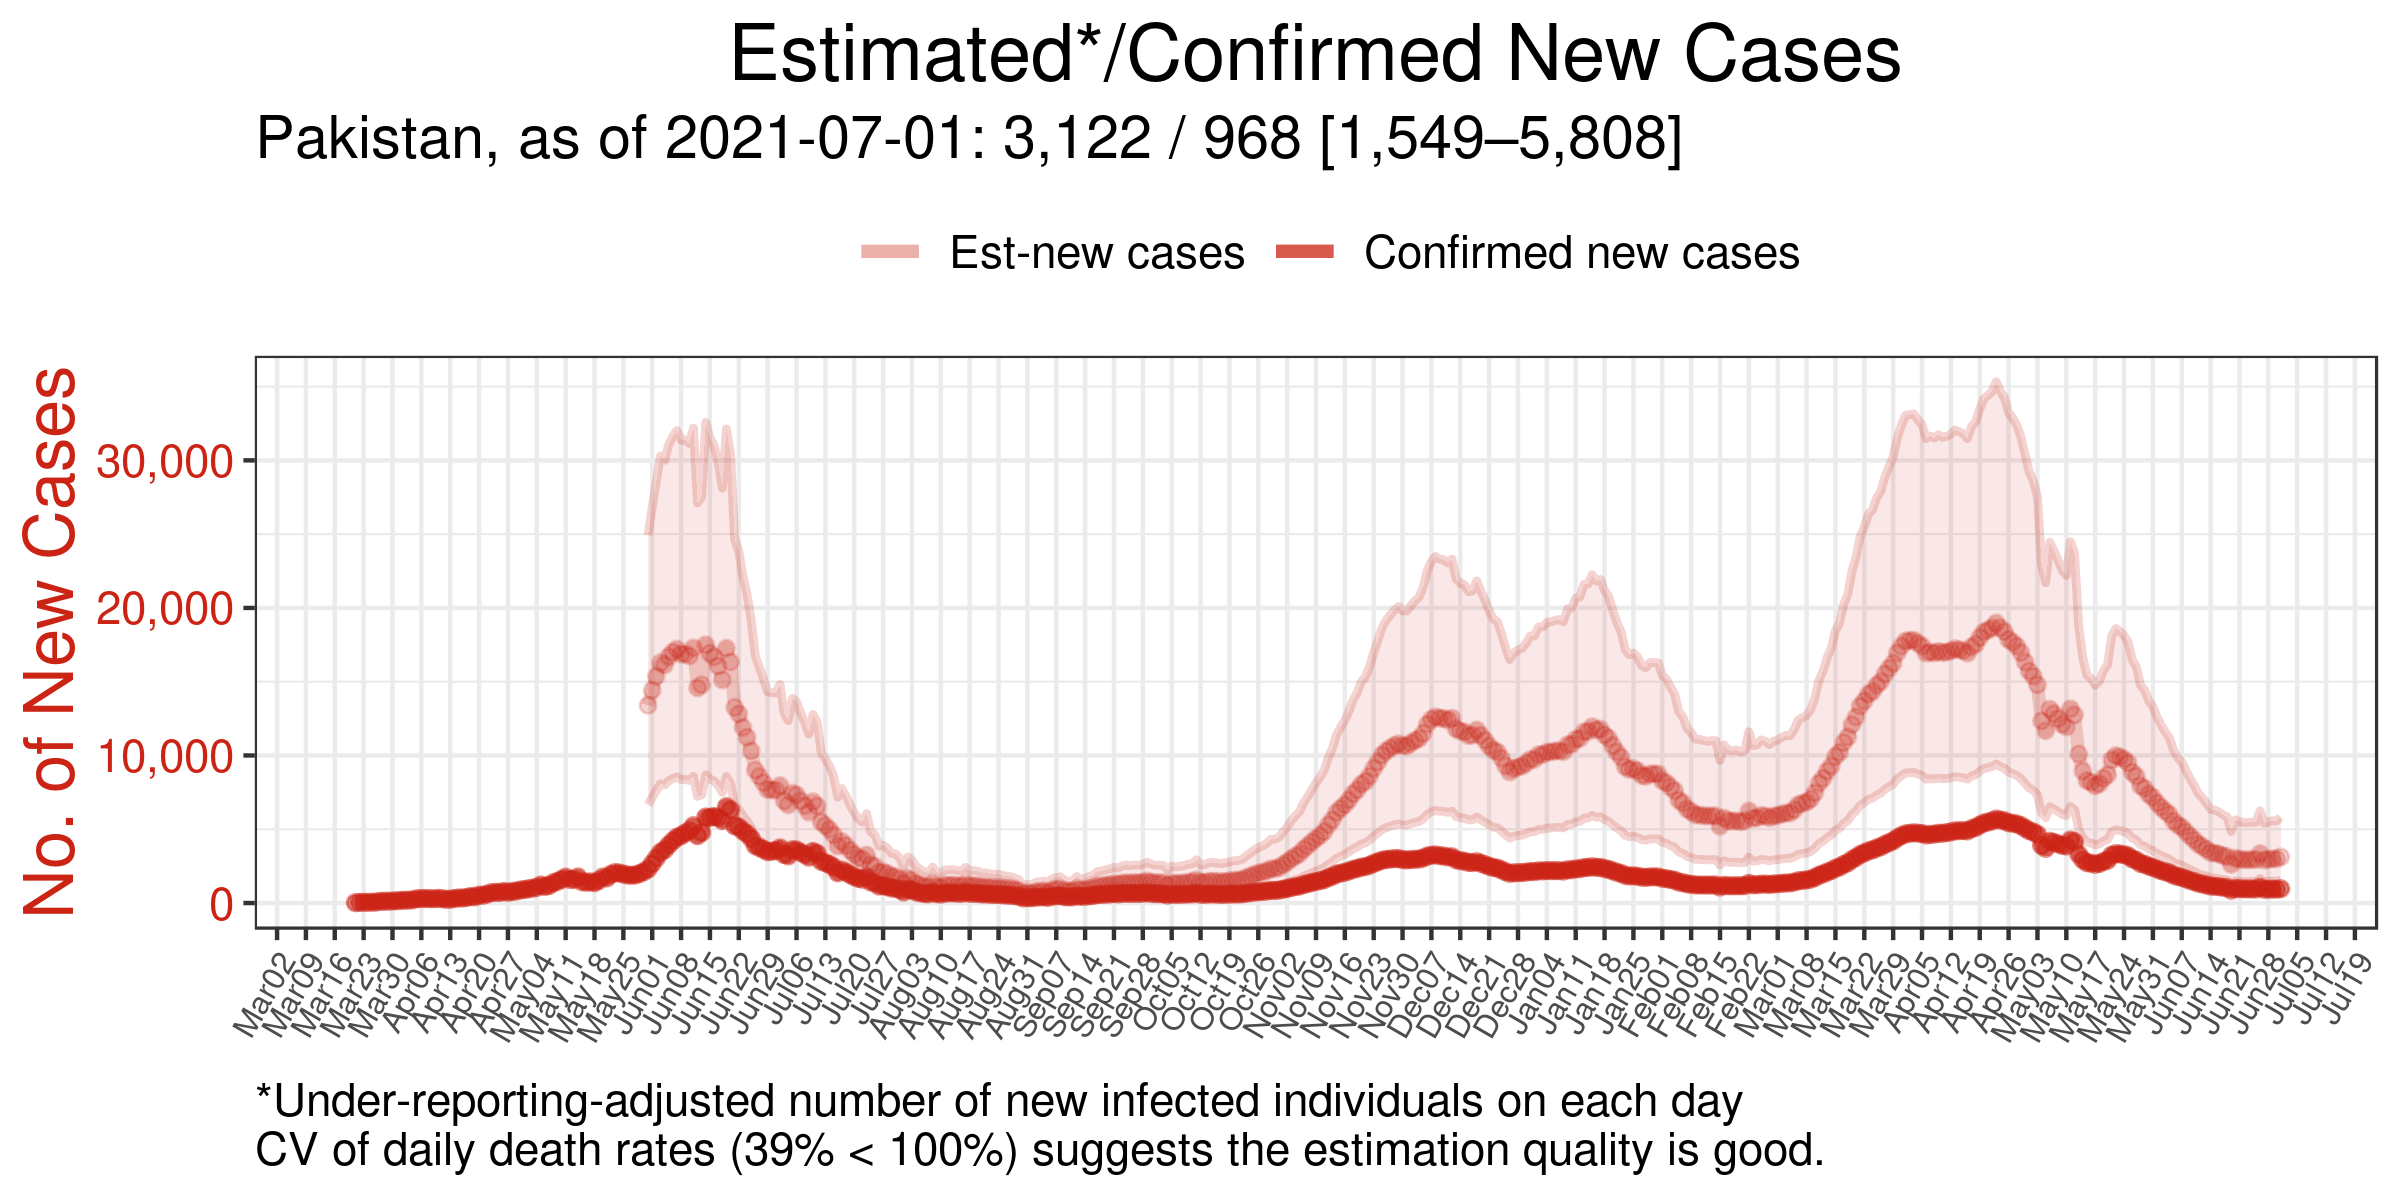 Estimated*/Confirmed New Cases
Pakistan, as of 2021-07-01: 3,122 / 968 [1,549–5,808]
Est-new cases Confirmed new cases
No. of New Cases
30,000
20,000
10,000
0
Mar02 Mar09 Mar16 Mar23 Mar30 Apr06 Apr13 Apr20 Apr27 May04 May11 May18 May25 Jun01 Jun08 Jun15 Jun22 Jun29 Jul06 Jul13 Jul20 Jul27 Aug03 Aug10 Aug17 Aug24 Aug31 Sep07 Sep14 Sep21 Sep28 Oct05 Oct12 Oct19 Oct26 Nov02 Nov09 Nov16 Nov23 Nov30 Dec07 Dec14 Dec21 Dec28 Jan04 Jan11 Jan18 Jan25 Feb01 Feb08 Feb15 Feb22 Mar01 Mar08 Mar15 Mar22 Mar29 Apr05 Apr12 Apr19 Apr26 May03 May10 May17 May24 May31 Jun07 Jun14 Jun21 Jun28 Jul05 Jul12 Jul19
*Under-reporting-adjusted number of new infected individuals on each day
CV of daily death rates (39% < 100%) suggests the estimation quality is good.